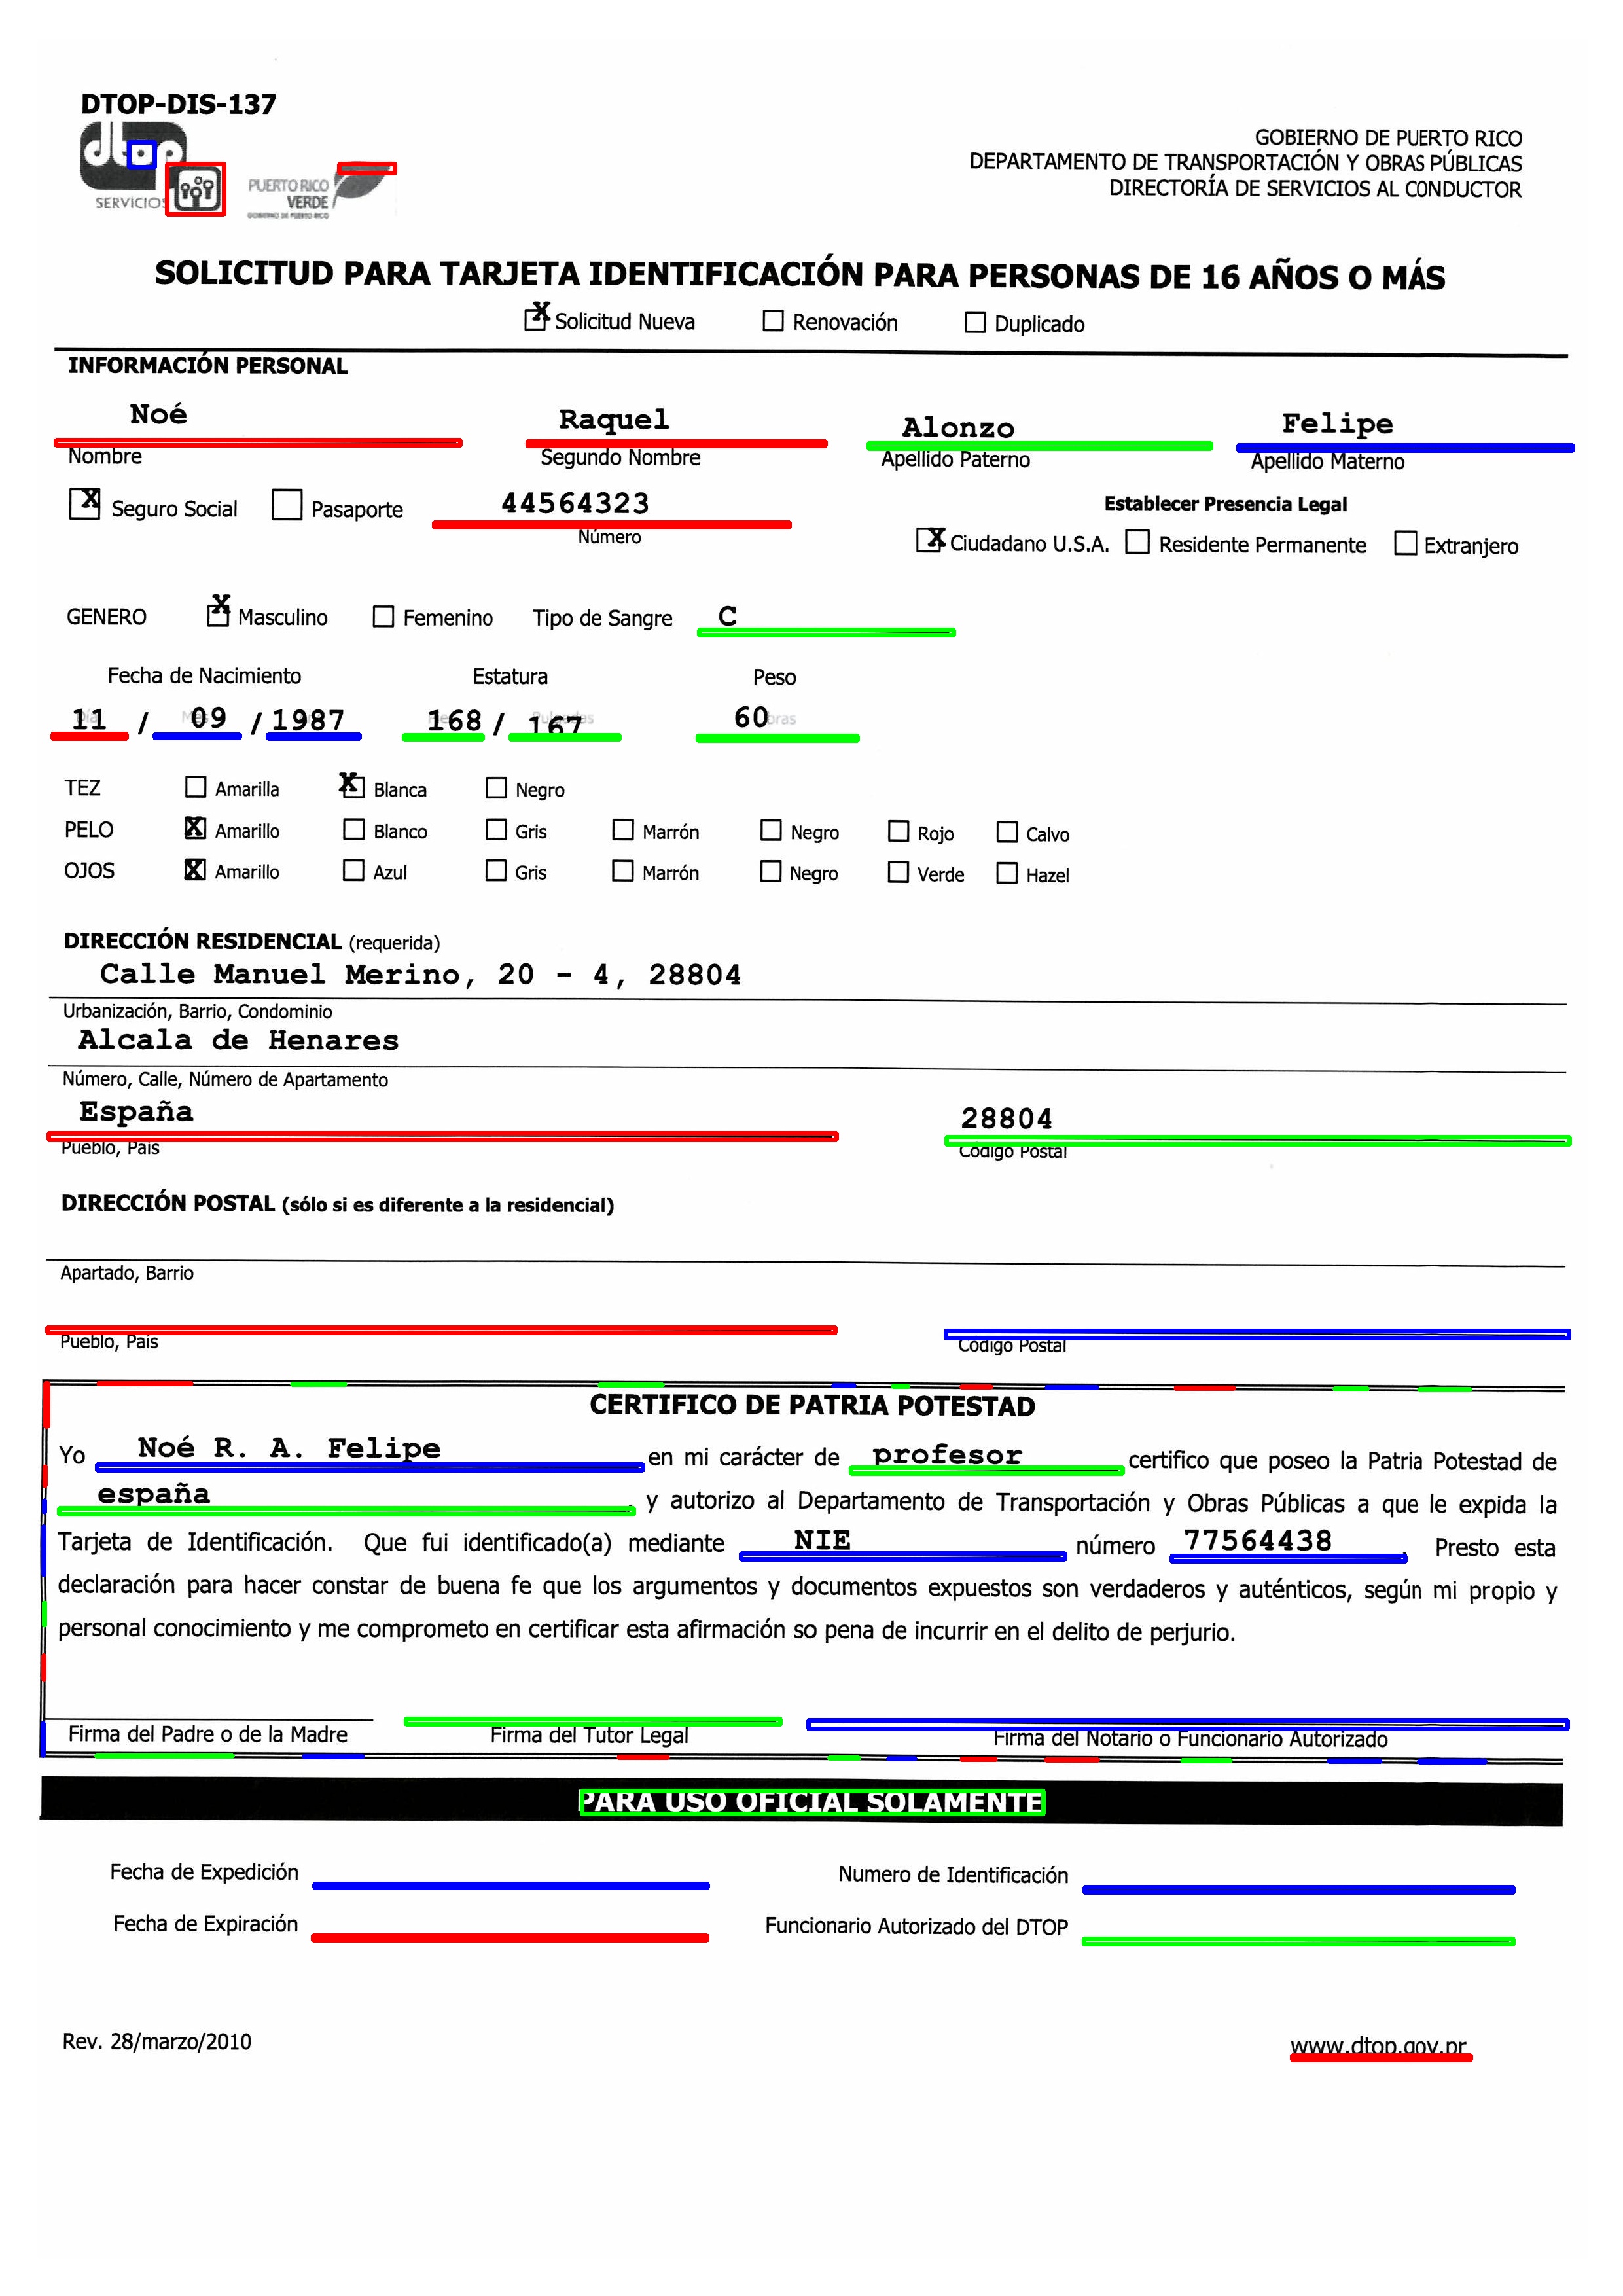 DTOP-DIS-137
dtop
SERVICIOS
PUERTO RICO
VERDE
GOBIERNO DE PUERTO RICO
GOBIERNO DE PUERTO RICO
DEPARTAMENTO DE TRANSPORTACIÓN Y OBRAS PÚBLICAS
DIRECTORÍA DE SERVICIOS AL CONDUCTOR
SOLICITUD PARA TARJETA IDENTIFICACIÓN PARA PERSONAS DE 16 AÑOS O MÁS
X Solicitud Nueva Renovación Duplicado
INFORMACIÓN PERSONAL
Noé Raquel Alonzo Felipe
Nombre Segundo Nombre Apellido Paterno Apellido Materno
X Seguro Social Pasaporte 44564323
Número
Establecer Presencia Legal
X Ciudadano U.S.A. Residente Permanente Extranjero
GENERO X Masculino Femenino Tipo de Sangre C
Fecha de Nacimiento Estatura Peso
11 / 09 / 1987 168 / 167 60
TEZ Amarilla X Blanca Negro
PELO X Amarillo Blanco Gris Marrón Negro Rojo Calvo
OJOS X Amarillo Azul Gris Marrón Negro Verde Hazel
DIRECCIÓN RESIDENCIAL (requerida)
Calle Manuel Merino, 20 - 4, 28804
Urbanización, Barrio, Condominio
Alcala de Henares
Número, Calle, Número de Apartamento
España 28804
Pueblo, País Código Postal
DIRECCIÓN POSTAL (sólo si es diferente a la residencial)
Apartado, Barrio
Pueblo, País Código Postal
CERTIFICO DE PATRIA POTESTAD
Yo Noé R. A. Felipe en mi carácter de profesor certifico que poseo la Patria Potestad de
españa, y autorizo al Departamento de Transportación y Obras Públicas a que le expida la
Tarjeta de Identificación. Que fui identificado(a) mediante NIE número 77564438. Presto esta
declaración para hacer constar de buena fe que los argumentos y documentos expuestos son verdaderos y auténticos, según mi propio y
personal conocimiento y me comprometo en certificar esta afirmación so pena de incurrir en el delito de perjurio.
Firma del Padre o de la Madre Firma del Tutor Legal Firma del Notario o Funcionario Autorizado
PARA USO OFICIAL SOLAMENTE
Fecha de Expedición Numero de Identificación
Fecha de Expiración Funcionario Autorizado del DTOP
Rev. 28/marzo/2010 www.dtop.gov.pr